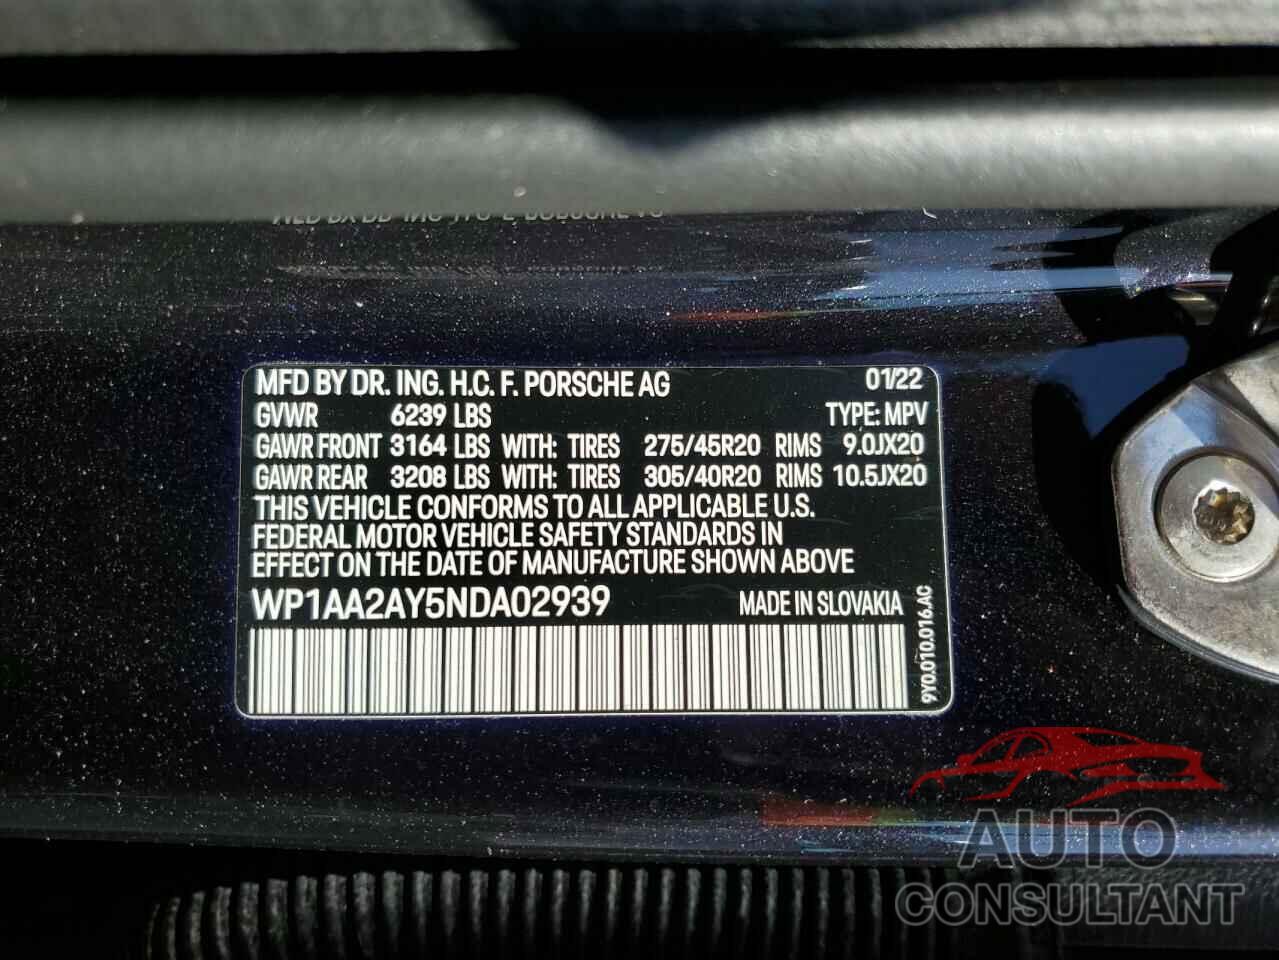 MFD BY DR. ING. H.C. F. PORSCHE AG 01/22
GVWR 6239 LBS TYPE: MPV
GAWR FRONT 3164 LBS WITH: TIRES 275/45R20 RIMS 9.0JX20
GAWR REAR 3208 LBS WITH: TIRES 305/40R20 RIMS 10.5JX20
THIS VEHICLE CONFORMS TO ALL APPLICABLE U.S.
FEDERAL MOTOR VEHICLE SAFETY STANDARDS IN
EFFECT ON THE DATE OF MANUFACTURE SHOWN ABOVE
WP1AA2AY5NDA02939 MADE IN SLOVAKIA
9Y0.010.016.AC
AUTO
CONSULTANT